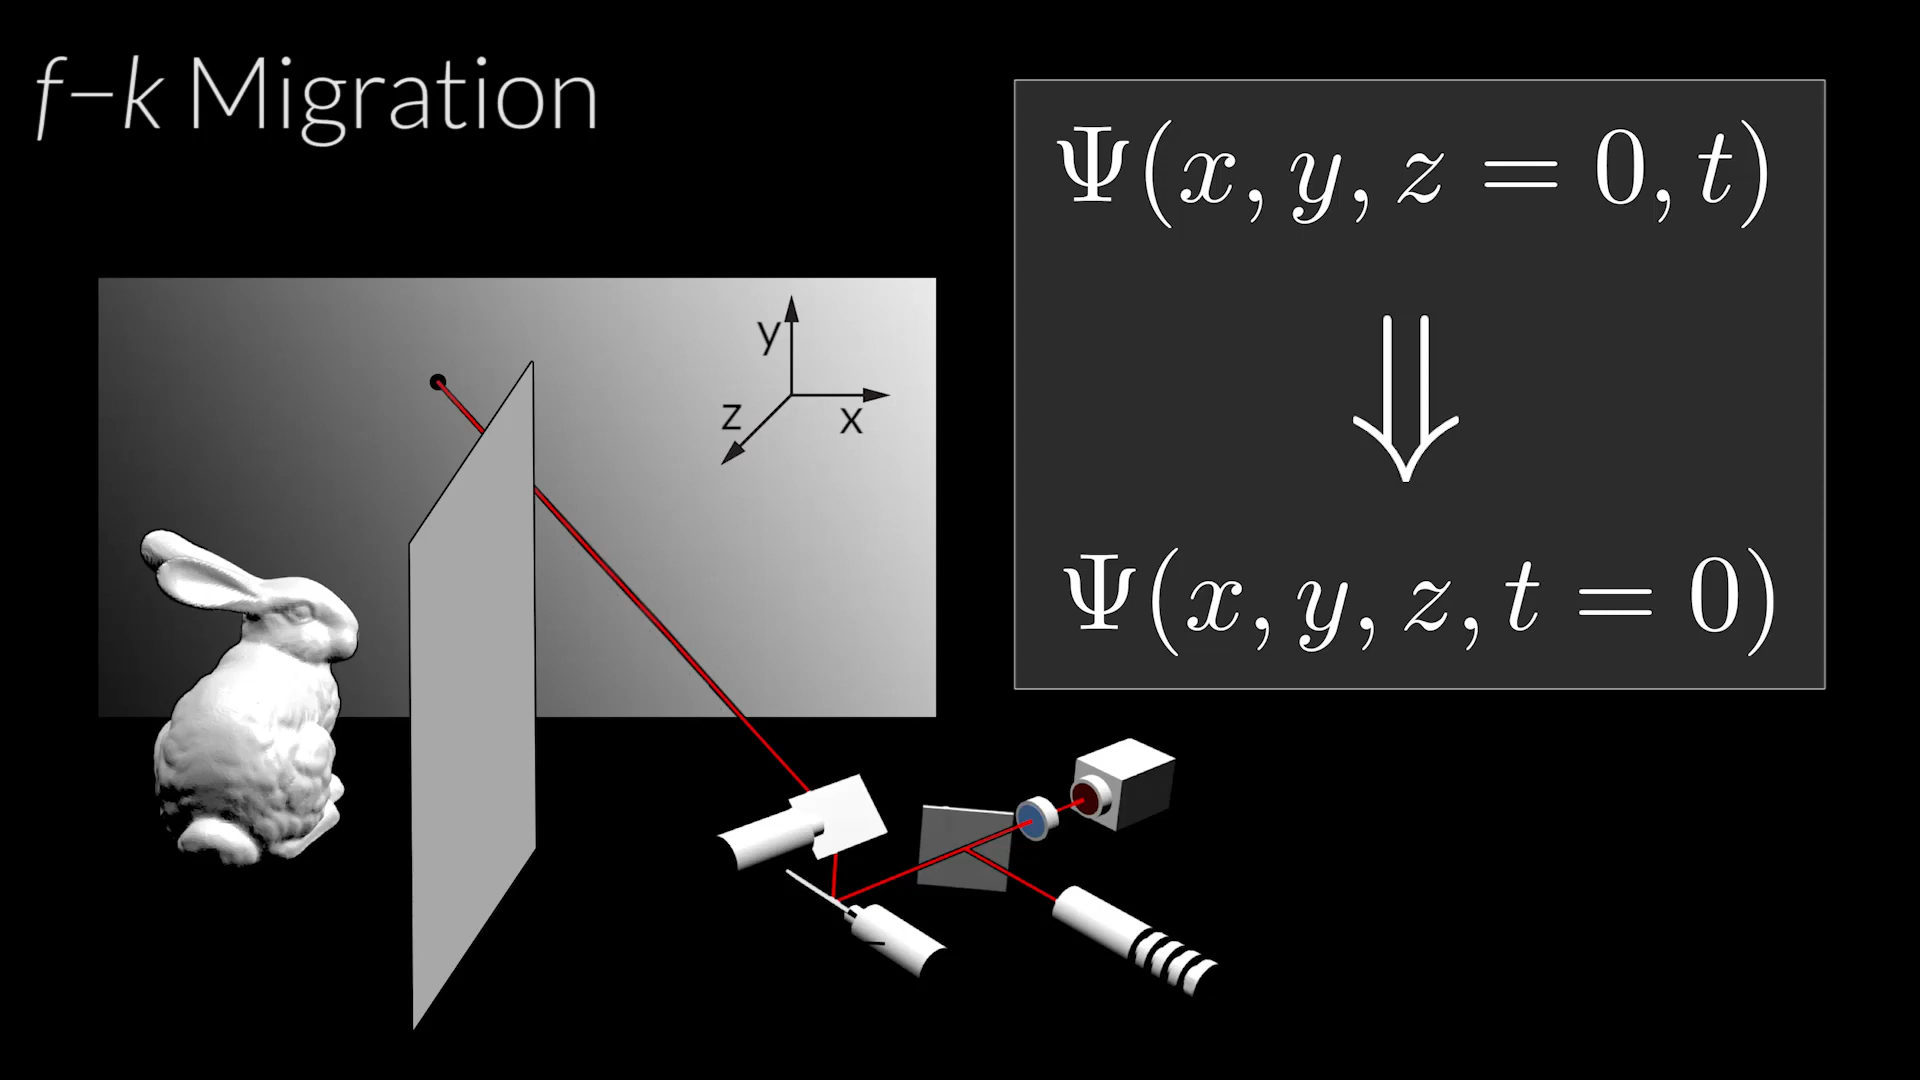 f–k Migration
Ψ(x, y, z = 0, t)
⇓
Ψ(x, y, z, t = 0)
y
z
x